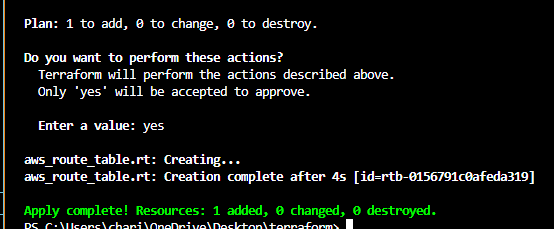 Plan: 1 to add, 0 to change, 0 to destroy.
Do you want to perform these actions?
Terraform will perform the actions described above.
Only 'yes' will be accepted to approve.
Enter a value: yes
aws_route_table.rt: Creating...
aws_route_table.rt: Creation complete after 4s [id=rtb-0156791c0afeda319]
Apply complete! Resources: 1 added, 0 changed, 0 destroyed.
PS C:\Users\chari\OneDrive\Desktop\terraform>